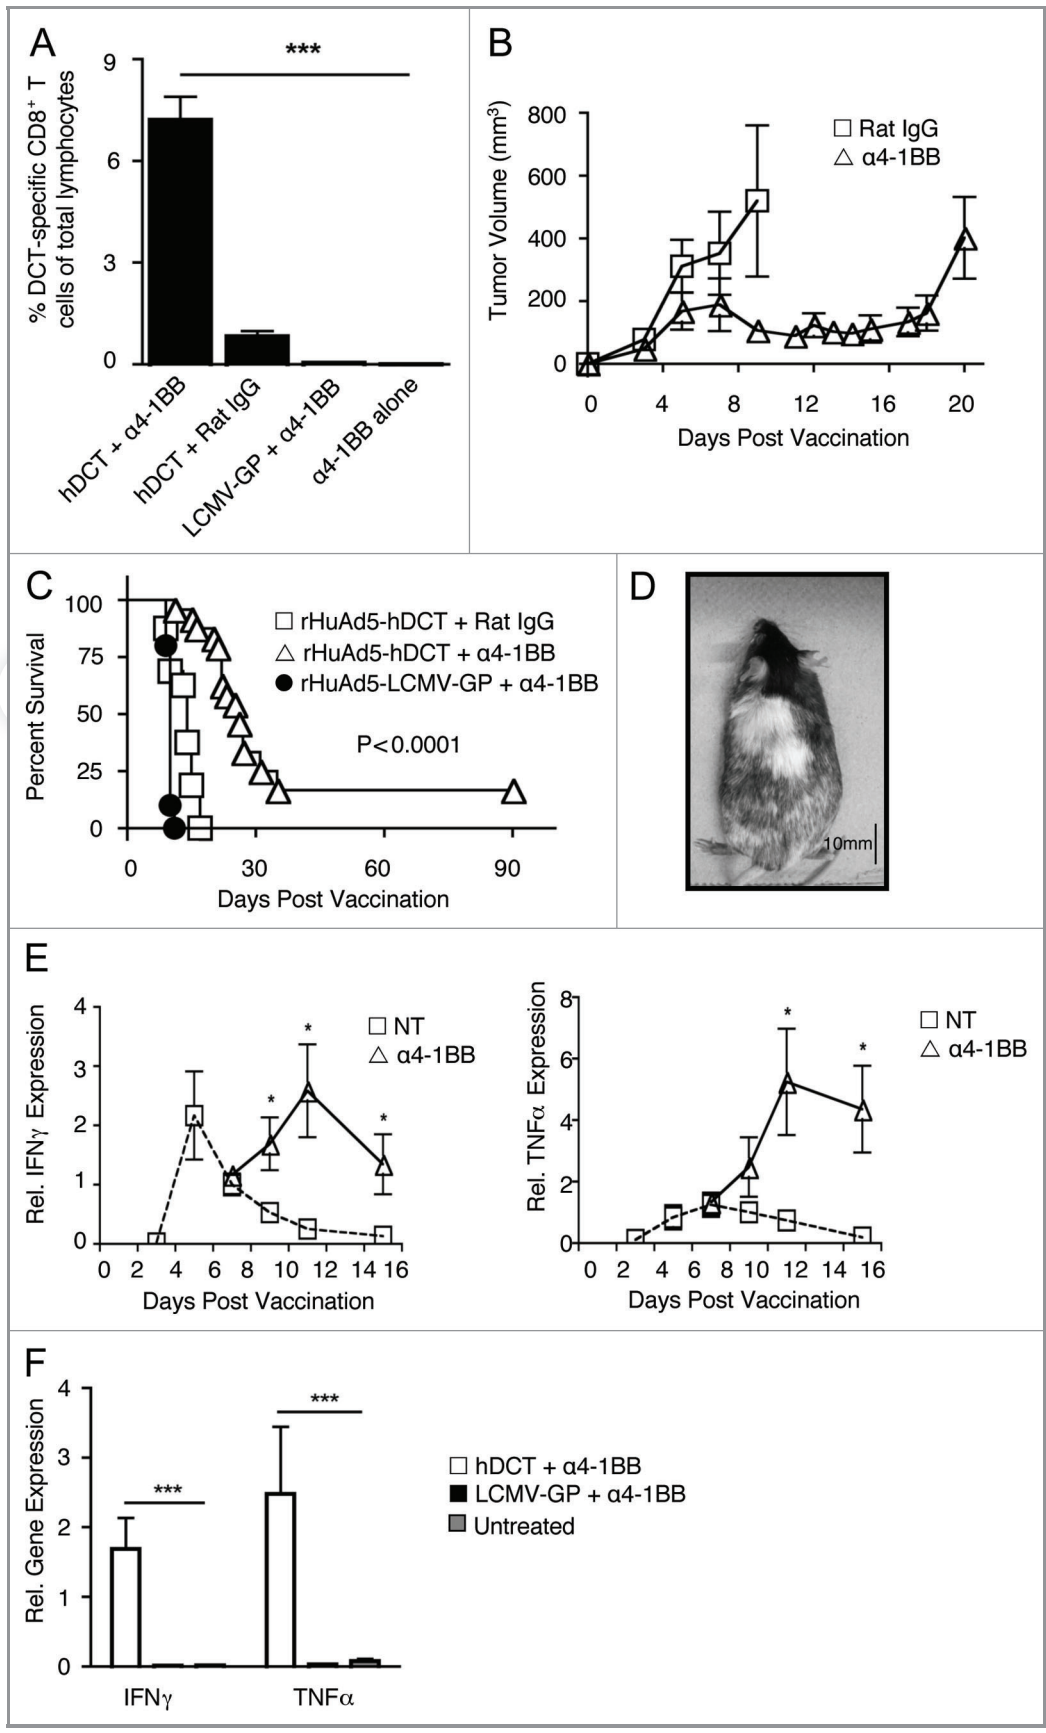 A
% DCT-specific CD8⁺ T
cells of total lymphocytes
9
6
3
0
***
hDCT + α4-1BB
hDCT + Rat IgG
LCMV-GP + α4-1BB
α4-1BB alone
B
Tumor Volume (mm³)
800
600
400
200
0
Rat IgG
α4-1BB
0 4 8 12 16 20
Days Post Vaccination
C
Percent Survival
100
75
50
25
0
rHuAd5-hDCT + Rat IgG
rHuAd5-hDCT + α4-1BB
rHuAd5-LCMV-GP + α4-1BB
P<0.0001
0 30 60 90
Days Post Vaccination
D
10mm
E
Rel. IFNγ Expression
4
3
2
1
0
NT
α4-1BB
*
*
*
0 2 4 6 8 10 12 14 16
Days Post Vaccination
Rel. TNFα Expression
8
6
4
2
0
NT
α4-1BB
*
*
0 2 4 6 8 10 12 14 16
Days Post Vaccination
F
Rel. Gene Expression
4
3
2
1
0
***
***
hDCT + α4-1BB
LCMV-GP + α4-1BB
Untreated
IFNγ TNFα